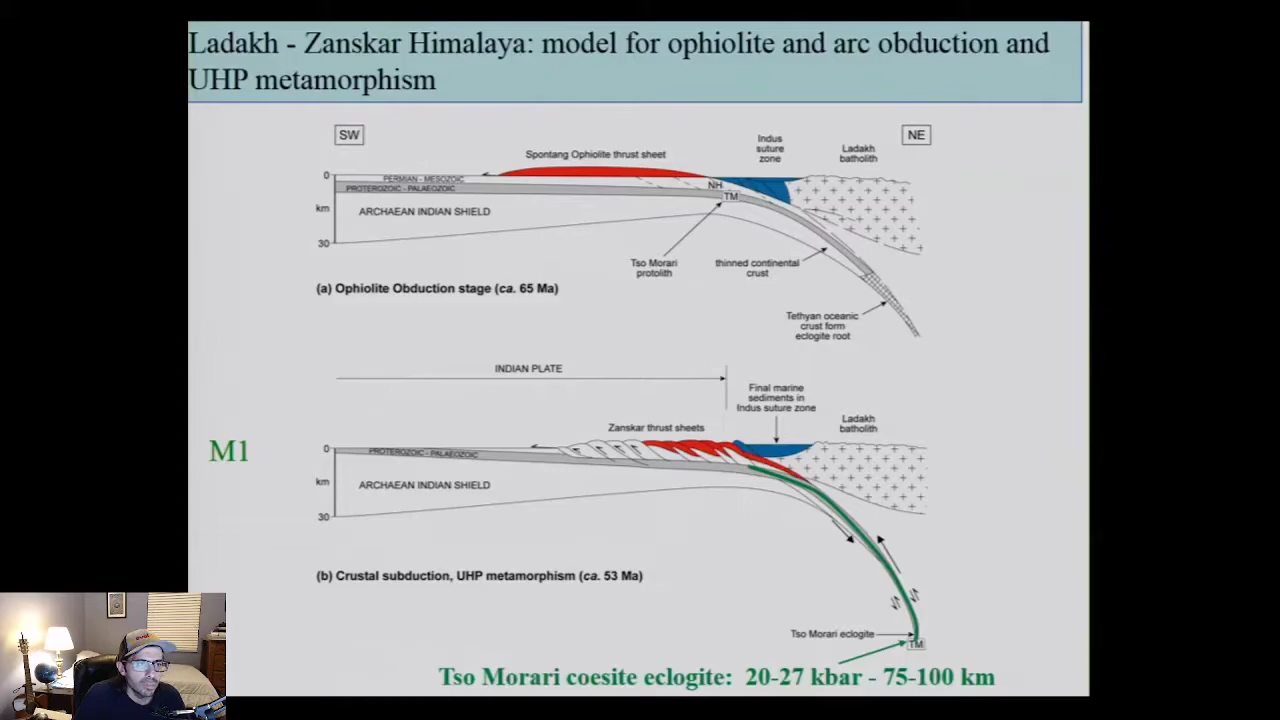 Ladakh - Zanskar Himalaya: model for ophiolite and arc obduction and
UHP metamorphism
SW
NE
Indus
suture
zone
Ladakh
batholith
Spontang Ophiolite thrust sheet
0
PERMIAN - MESOZOIC
PROTEROZOIC - PALAEOZOIC
NH
TM
km
ARCHAEAN INDIAN SHIELD
30
Tso Morari
protolith
thinned continental
crust
(a) Ophiolite Obduction stage (ca. 65 Ma)
Tethyan oceanic
crust form
eclogite root
INDIAN PLATE
Final marine
sediments in
Indus suture zone
Ladakh
batholith
Zanskar thrust sheets
M1
0
PROTEROZOIC - PALAEOZOIC
km
ARCHAEAN INDIAN SHIELD
30
(b) Crustal subduction, UHP metamorphism (ca. 53 Ma)
Tso Morari eclogite
TM
Tso Morari coesite eclogite: 20-27 kbar - 75-100 km